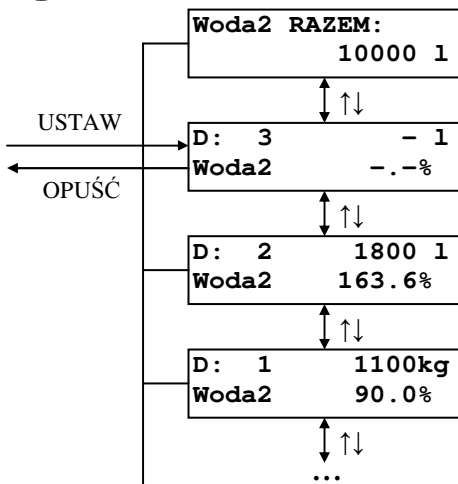 Woda2 RAZEM:
10000 l
↑↓
USTAW
OPUŚĆ
D: 3 – l
Woda2 –.–%
↑↓
D: 2 1800 l
Woda2 163.6%
↑↓
D: 1 1100kg
Woda2 90.0%
↑↓
...